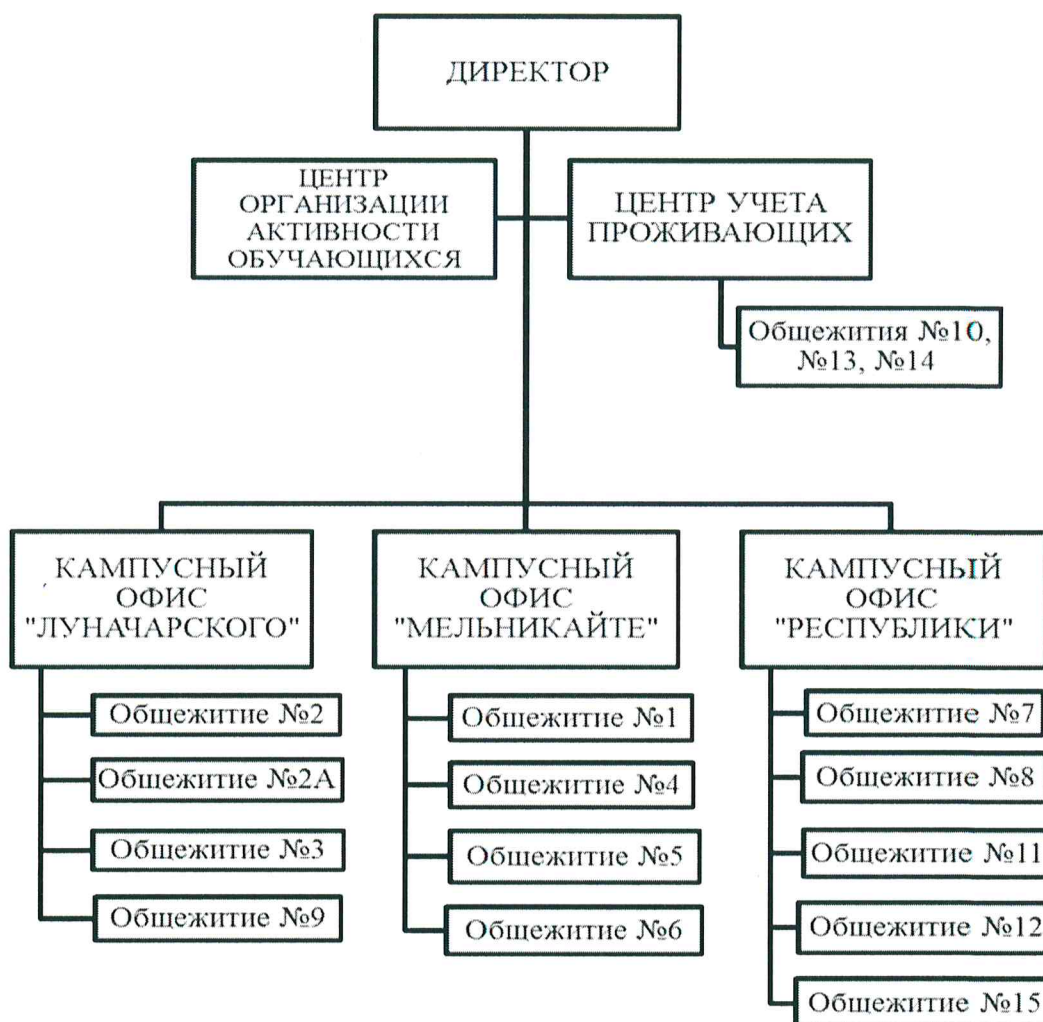 ДИРЕКТОР
ЦЕНТР
ОРГАНИЗАЦИИ
АКТИВНОСТИ
ОБУЧАЮЩИХСЯ
ЦЕНТР УЧЕТА
ПРОЖИВАЮЩИХ
Общежития №10,
№13, №14
КАМПУСНЫЙ
ОФИС
"ЛУНАЧАРСКОГО"
Общежитие №2
Общежитие №2А
Общежитие №3
Общежитие №9
КАМПУСНЫЙ
ОФИС
"МЕЛЬНИКАЙТЕ"
Общежитие №1
Общежитие №4
Общежитие №5
Общежитие №6
КАМПУСНЫЙ
ОФИС
"РЕСПУБЛИКИ"
Общежитие №7
Общежитие №8
Общежитие №11
Общежитие №12
Общежитие №15